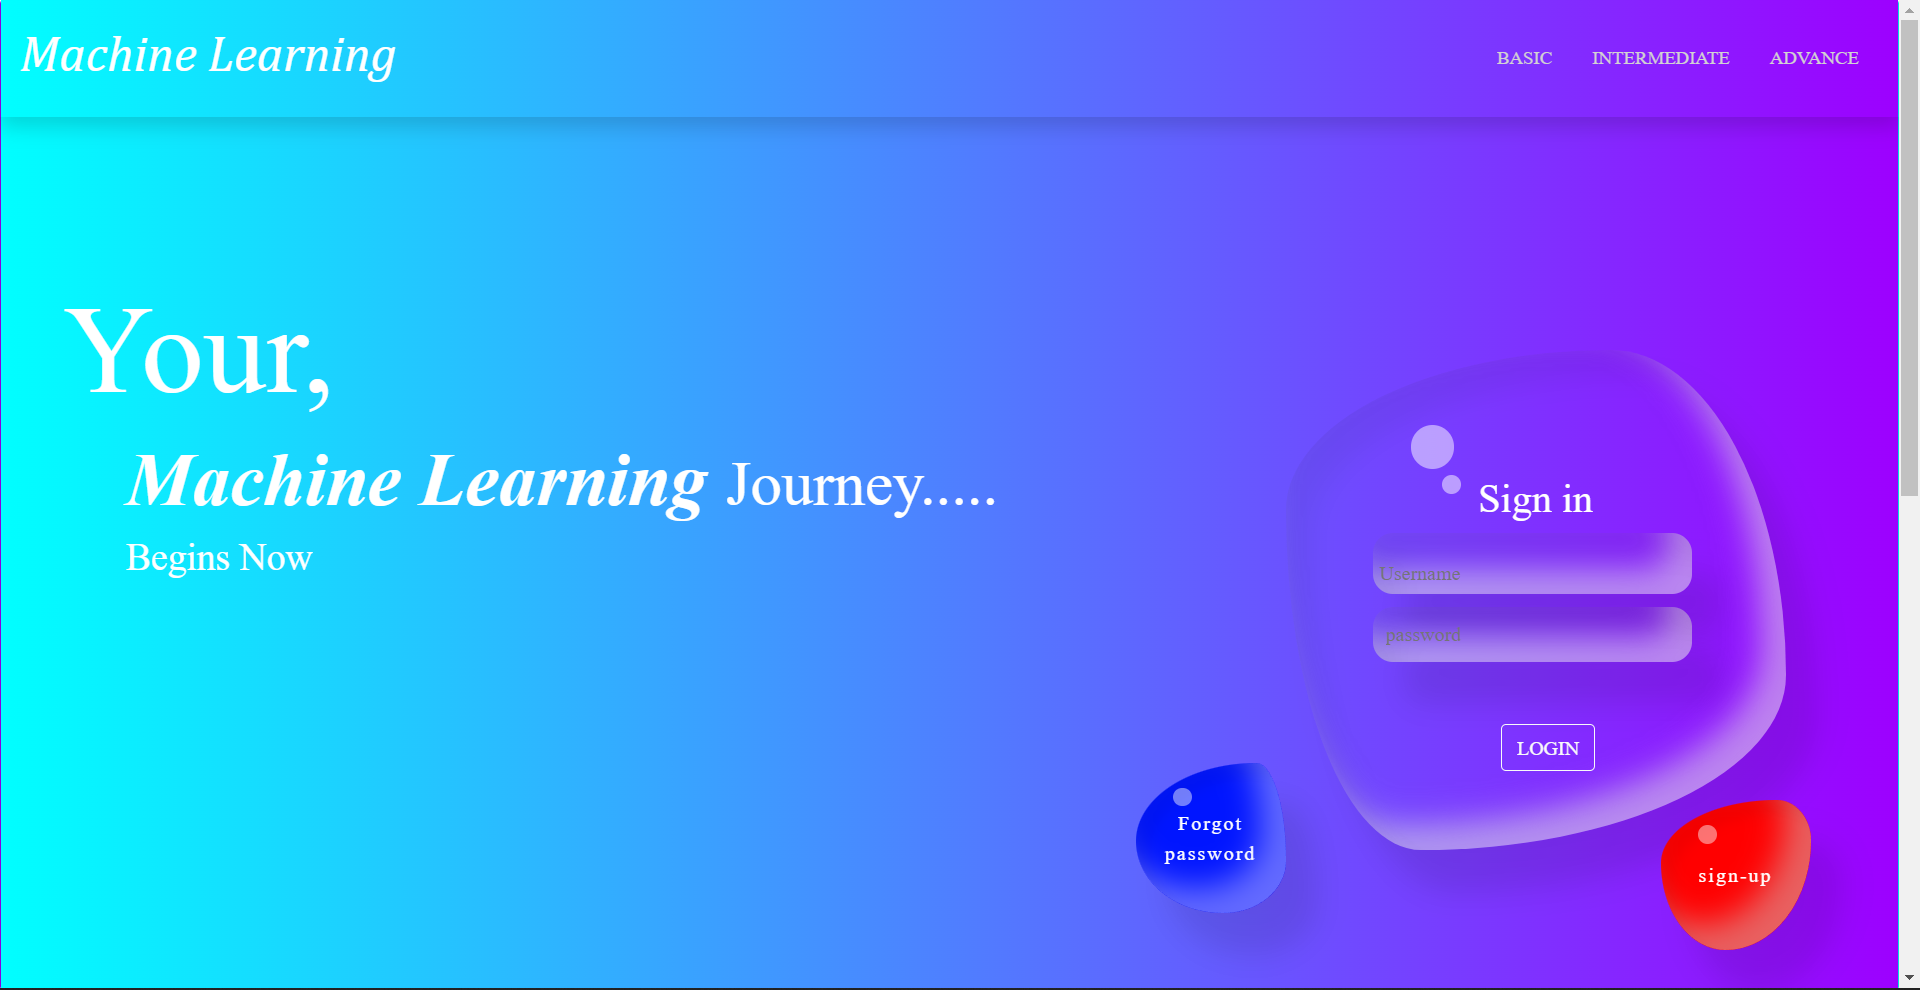 Machine Learning
BASIC INTERMEDIATE ADVANCE
Your,
Machine Learning Journey.....
Begins Now
Sign in
Username
password
LOGIN
Forgot
password
sign-up